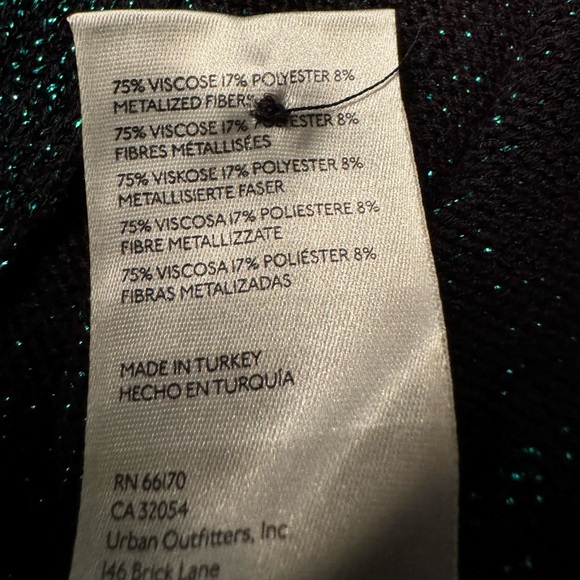 75% VISCOSE 17% POLYESTER 8%
METALIZED FIBERS
75% VISCOSE 17% POLYESTER 8%
FIBRES MÉTALLISÉES
75% VISKOSE 17% POLYESTER 8%
METALLISIERTE FASER
75% VISCOSA 17% POLIESTERE 8%
FIBRE METALLIZZATE
75% VISCOSA 17% POLIÉSTER 8%
FIBRAS METALIZADAS
MADE IN TURKEY
HECHO EN TURQUÍA
RN 66170
CA 32054
Urban Outfitters, Inc
146 Brick Lane